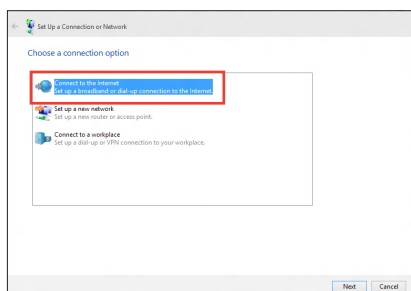 Set Up a Connection or Network
Choose a connection option
Connect to the Internet
Set up a broadband or dial-up connection to the Internet.
Set up a new network
Set up a new router or access point.
Connect to a workplace
Set up a dial-up or VPN connection to your workplace.
Next Cancel